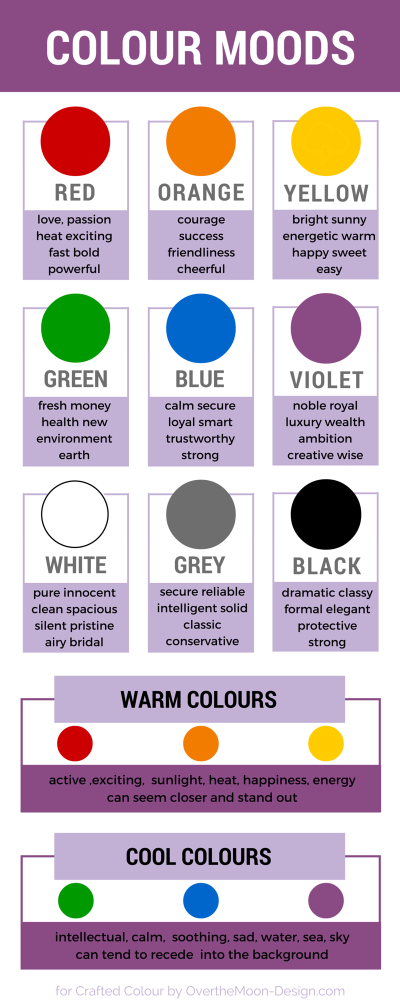 COLOUR MOODS
RED
love, passion
heat exciting
fast bold
powerful
ORANGE
courage
success
friendliness
cheerful
YELLOW
bright sunny
energetic warm
happy sweet
easy
GREEN
fresh money
health new
environment
earth
BLUE
calm secure
loyal smart
trustworthy
strong
VIOLET
noble royal
luxury wealth
ambition
creative wise
WHITE
pure innocent
clean spacious
silent pristine
airy bridal
GREY
secure reliable
intelligent solid
classic
conservative
BLACK
dramatic classy
formal elegant
protective
strong
WARM COLOURS
active ,exciting, sunlight, heat, happiness, energy
can seem closer and stand out
COOL COLOURS
intellectual, calm, soothing, sad, water, sea, sky
can tend to recede into the background
for Crafted Colour by OvertheMoon-Design.com